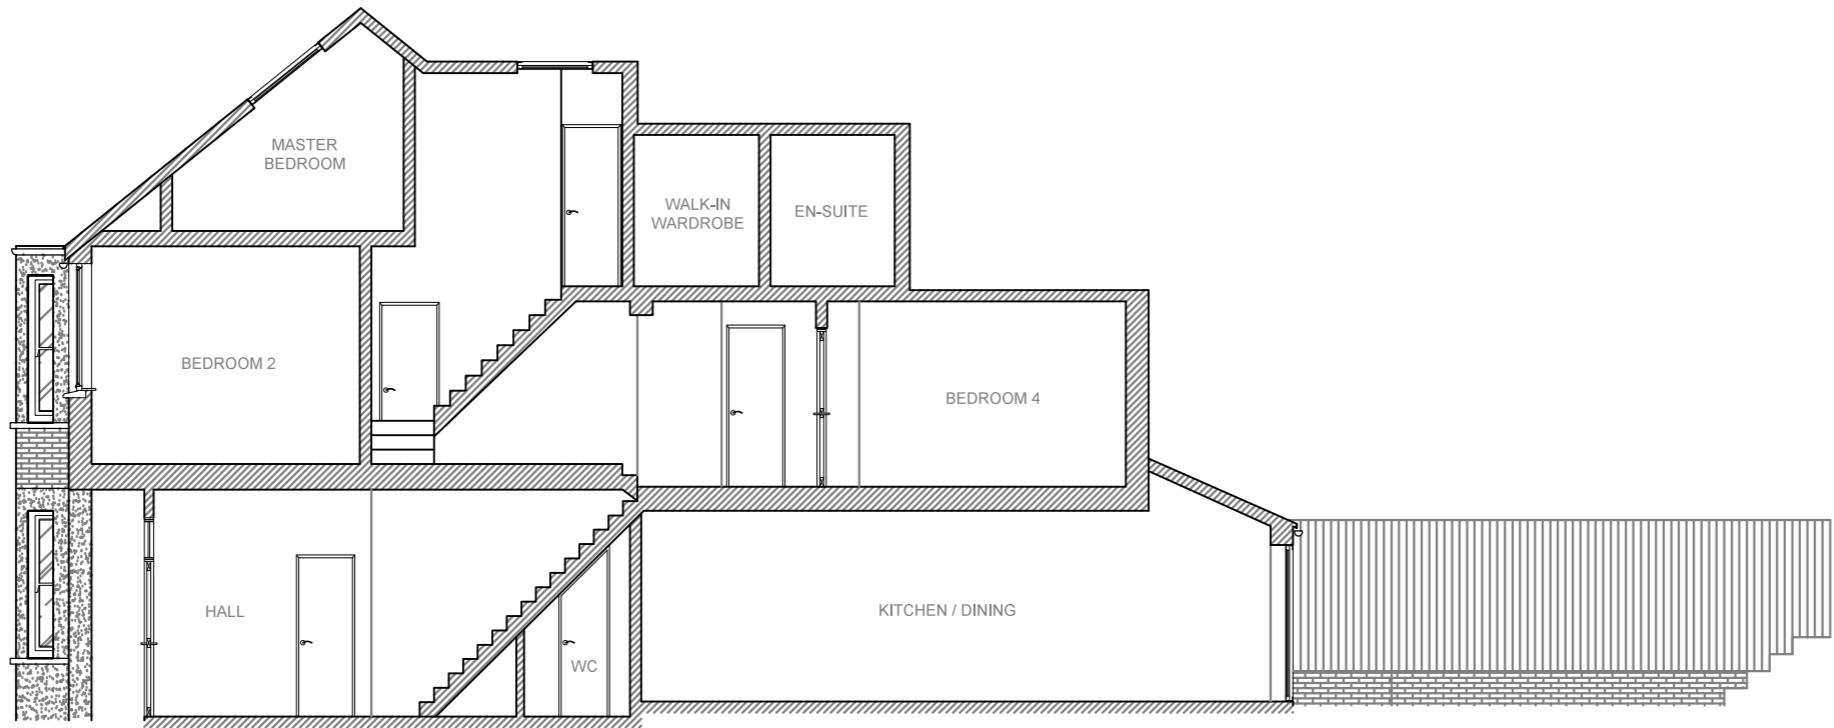 MASTER
BEDROOM
WALK-IN
WARDROBE
EN-SUITE
BEDROOM 2
BEDROOM 4
HALL
WC
KITCHEN / DINING